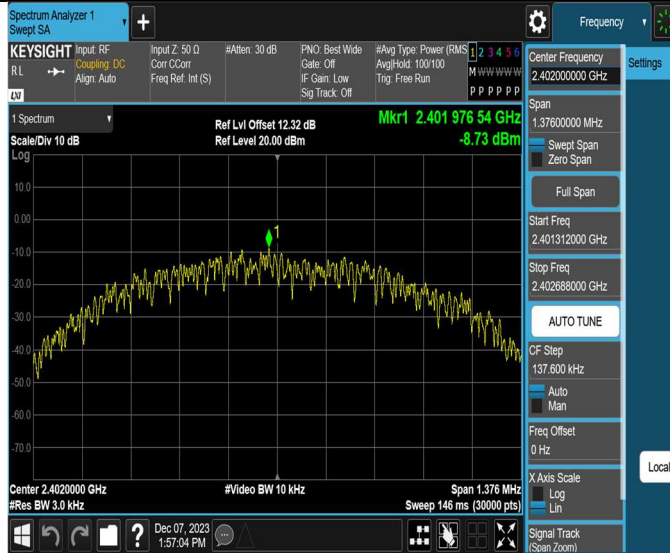 Spectrum Analyzer 1
Swept SA
+
Frequency
KEYSIGHT
RL
LXI
Input: RF
Coupling: DC
Align: Auto
Input Z: 50 Ω
Corr CCorr
Freq Ref: Int (S)
#Atten: 30 dB
PNO: Best Wide
Gate: Off
IF Gain: Low
Sig Track: Off
#Avg Type: Power (RMS
Avg|Hold: 100/100
Trig: Free Run
1 2 3 4 5 6
M W W W W W
P P P P P P
1 Spectrum
Scale/Div 10 dB
Log
Ref Lvl Offset 12.32 dB
Ref Level 20.00 dBm
Mkr1 2.401 976 54 GHz
-8.73 dBm
10.0
0.00
-10.0
-20.0
-30.0
-40.0
-50.0
-60.0
-70.0
1
Center 2.4020000 GHz
#Res BW 3.0 kHz
#Video BW 10 kHz
Span 1.376 MHz
Sweep 146 ms (30000 pts)
?
Dec 07, 2023
1:57:04 PM
Center Frequency
2.402000000 GHz
Settings
Span
1.37600000 MHz
Swept Span
Zero Span
Full Span
Start Freq
2.401312000 GHz
Stop Freq
2.402688000 GHz
AUTO TUNE
CF Step
137.600 kHz
Auto
Man
Freq Offset
0 Hz
X Axis Scale
Log
Lin
Local
Signal Track
(Span Zoom)